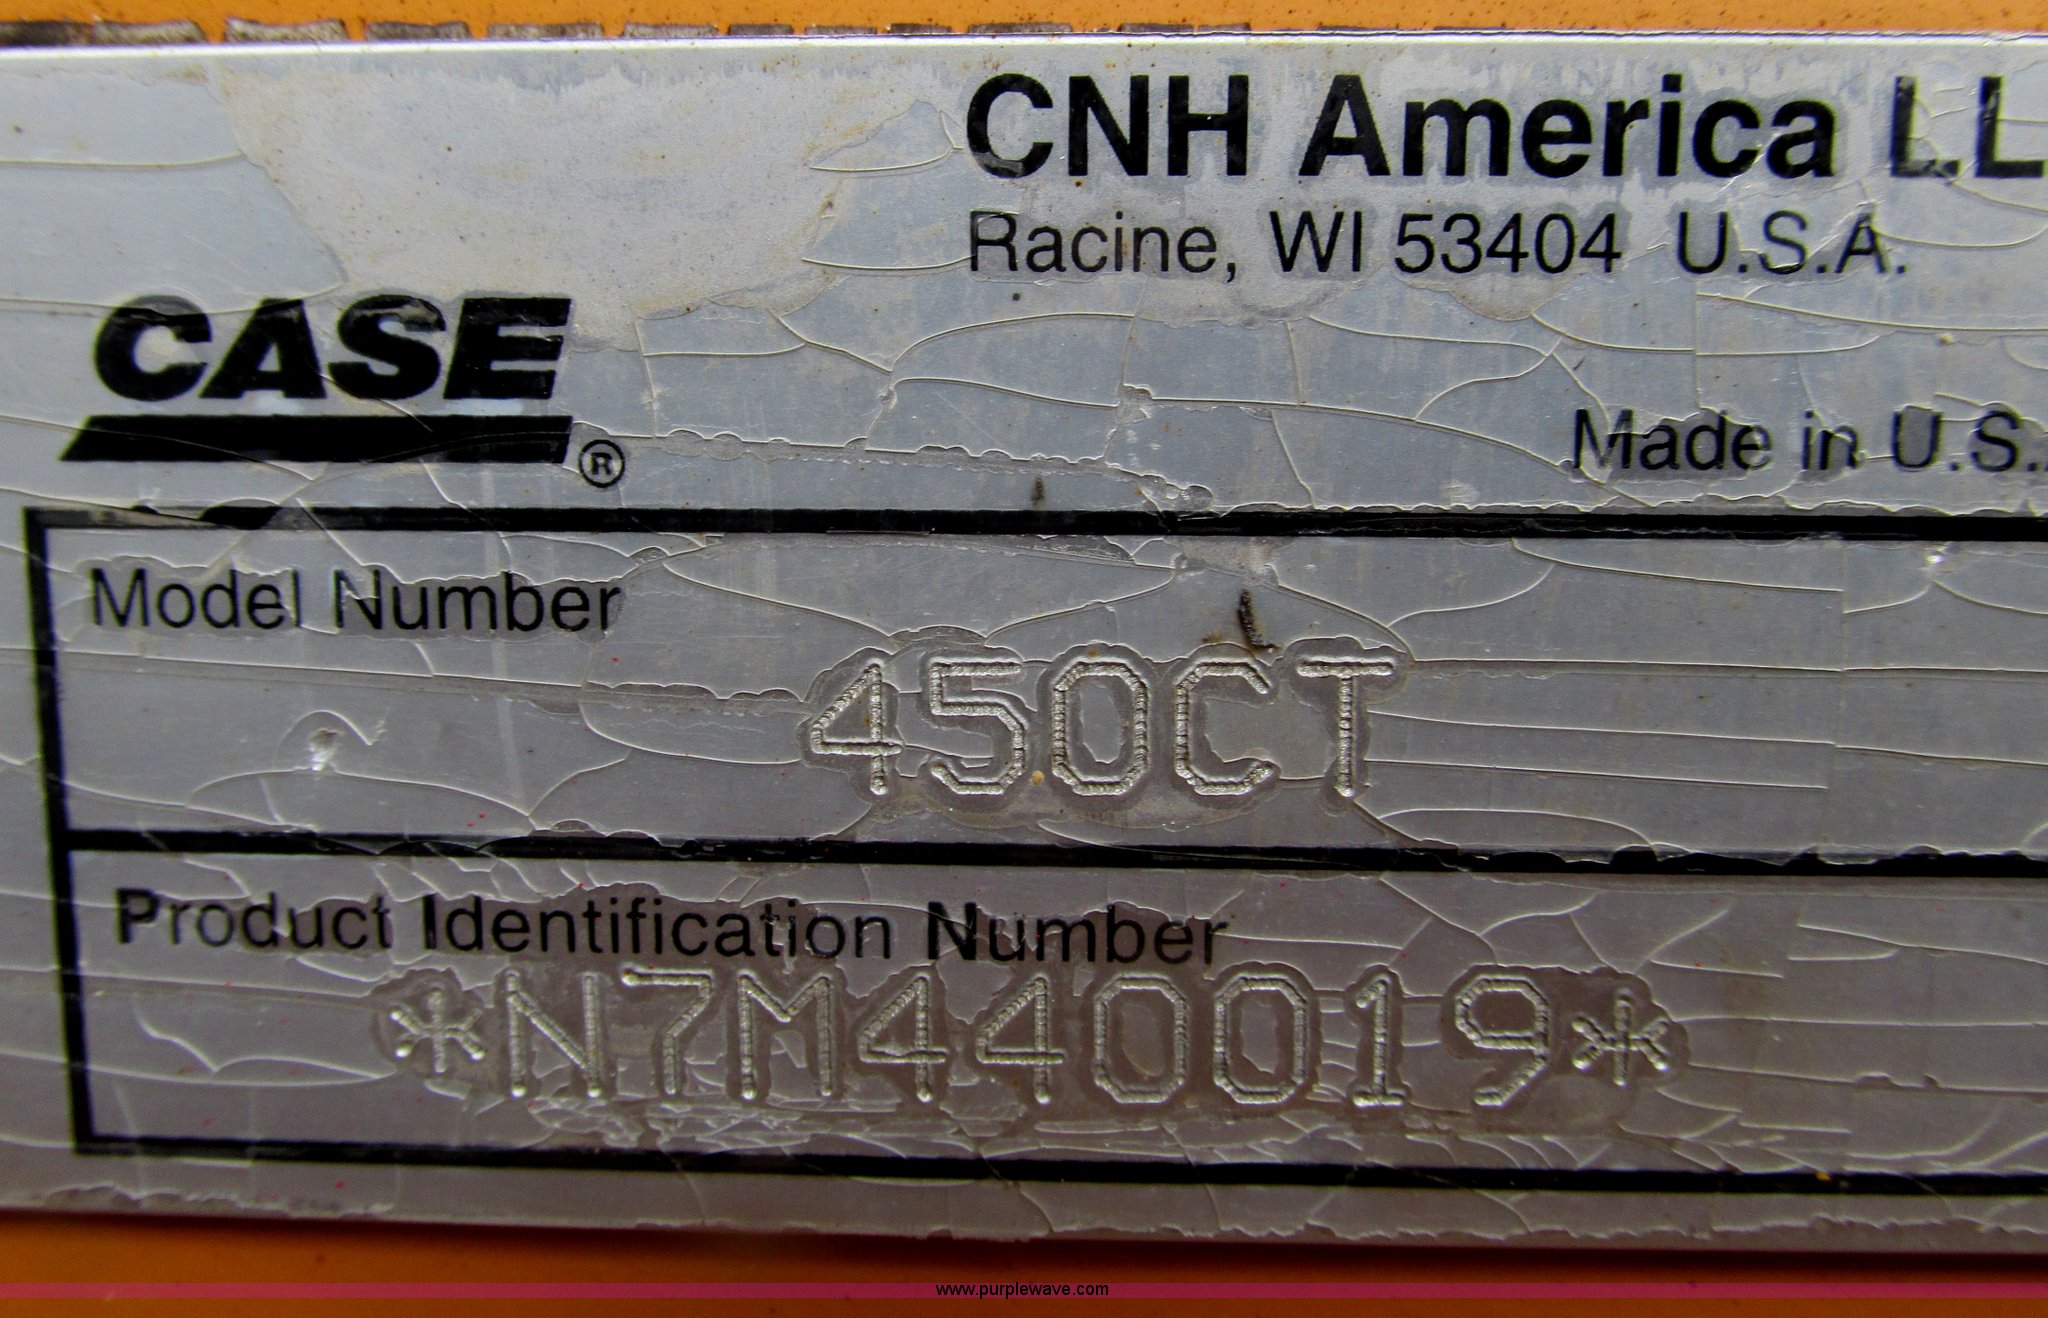 CNH America LL
Racine, WI 53404 U.S.A.
CASE®
Made in U.S.
Model Number
450CT
Product Identification Number
*N7M440019*
www.purplewave.com